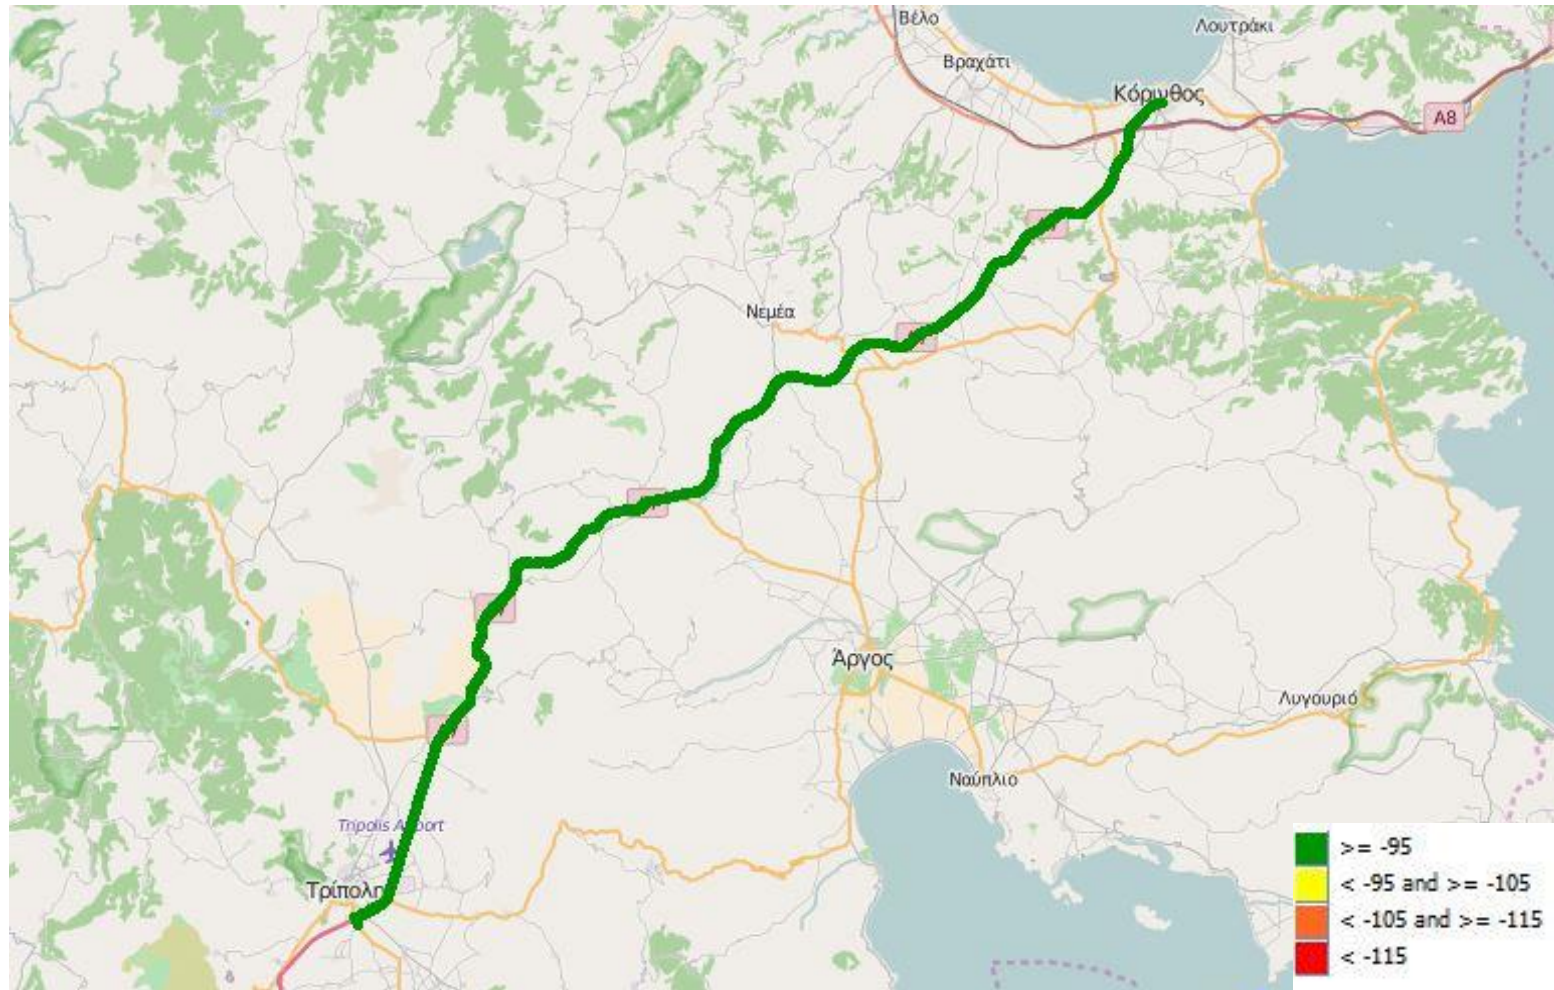 Βέλο
Λουτράκι
Βραχάτι
Κόρινθος
A8
Νεμέα
Άργος
Λυγουριό
Ναύπλιο
Tripolis Airport
Τρίπολη
>= -95
< -95 and >= -105
< -105 and >= -115
< -115